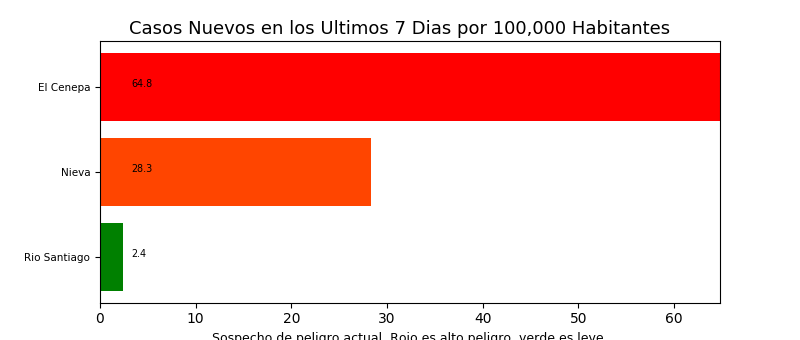 Casos Nuevos en los Ultimos 7 Dias por 100,000 Habitantes
El Cenepa
64.8
Nieva
28.3
Rio Santiago
2.4
0 10 20 30 40 50 60
Sospecho de peligro actual. Rojo es alto peligro, verde es leve